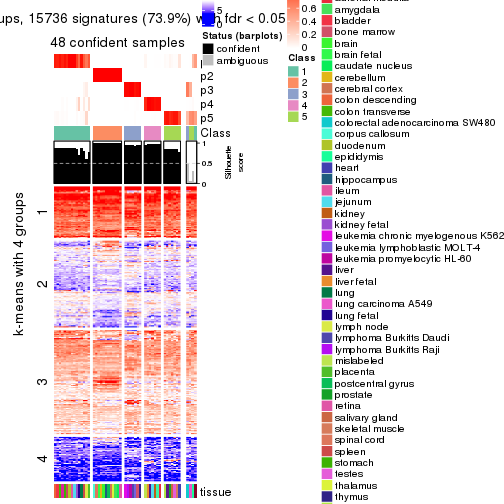 ups, 15736 signatures (73.9%) with fdr < 0.05
48 confident samples
p2
p3
p4
p5
Class
1
0.5
0
Silhouette
score
k-means with 4 groups
1
2
3
4
tissue
5
0
Status (barplots)
confident
ambiguous
0.6
0.4
0.2
0
Class
1
2
3
4
5
amygdala
bladder
bone marrow
brain
brain fetal
caudate nucleus
cerebellum
cerebral cortex
colon descending
colon transverse
colorectal adenocarcinoma SW480
corpus callosum
duodenum
epididymis
heart
hippocampus
ileum
jejunum
kidney
kidney fetal
leukemia chronic myelogenous K562
leukemia lymphoblastic MOLT-4
leukemia promyelocytic HL-60
liver
liver fetal
lung
lung carcinoma A549
lung fetal
lymph node
lymphoma Burkitts Daudi
lymphoma Burkitts Raji
mislabeled
placenta
postcentral gyrus
prostate
retina
salivary gland
skeletal muscle
spinal cord
spleen
stomach
testes
thalamus
thymus